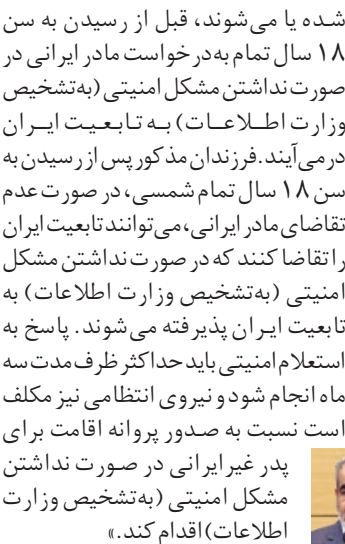 شده یا می‌شوند، قبل از رسیدن به سن
۱۸ سال تمام به‌درخواست مادر ایرانی در
صورت نداشتن مشکل امنیتی (به‌تشخیص
وزارت اطلاعات) به تابعیت ایران
درمی‌آیند.فرزندان مذکور پس از رسیدن به
سن ۱۸ سال تمام شمسی، در صورت عدم
تقاضای مادر ایرانی،می‌توانند تابعیت ایران
را تقاضا کنند که در صورت نداشتن مشکل
امنیتی (به‌تشخیص وزارت اطلاعات) به
تابعیت ایران پذیرفته می‌شوند. پاسخ به
استعلام امنیتی باید حداکثر ظرف مدت سه
ماه انجام شود و نیروی انتظامی نیز مکلف
است نسبت به صدور پروانه اقامت برای
پدر غیرایرانی در صورت نداشتن
مشکل امنیتی (به‌تشخیص وزارت
اطلاعات)اقدام کند.»